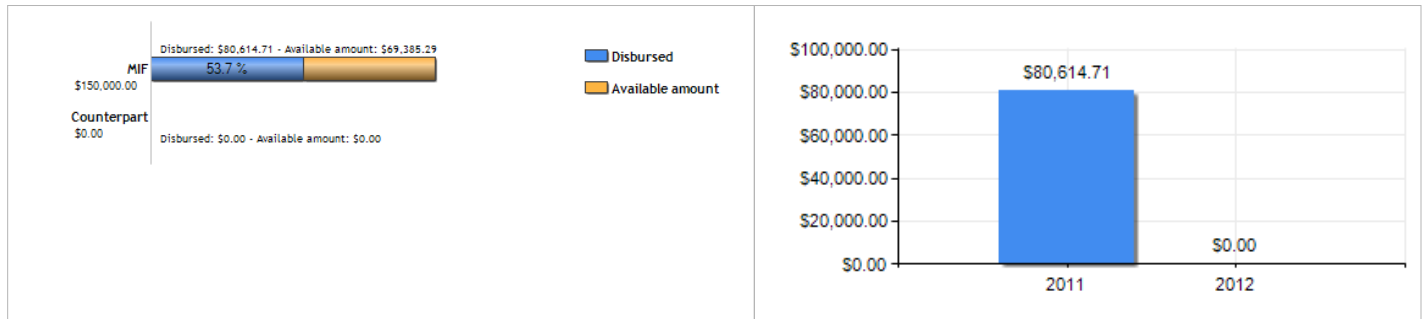 Disbursed: $80,614.71 - Available amount: $69,385.29
MIF
53.7 %
$150,000.00
Counterpart
$0.00
Disbursed: $0.00 - Available amount: $0.00
Disbursed
Available amount
$100,000.00
$80,000.00
$60,000.00
$40,000.00
$20,000.00
$0.00
$80,614.71
$0.00
2011
2012